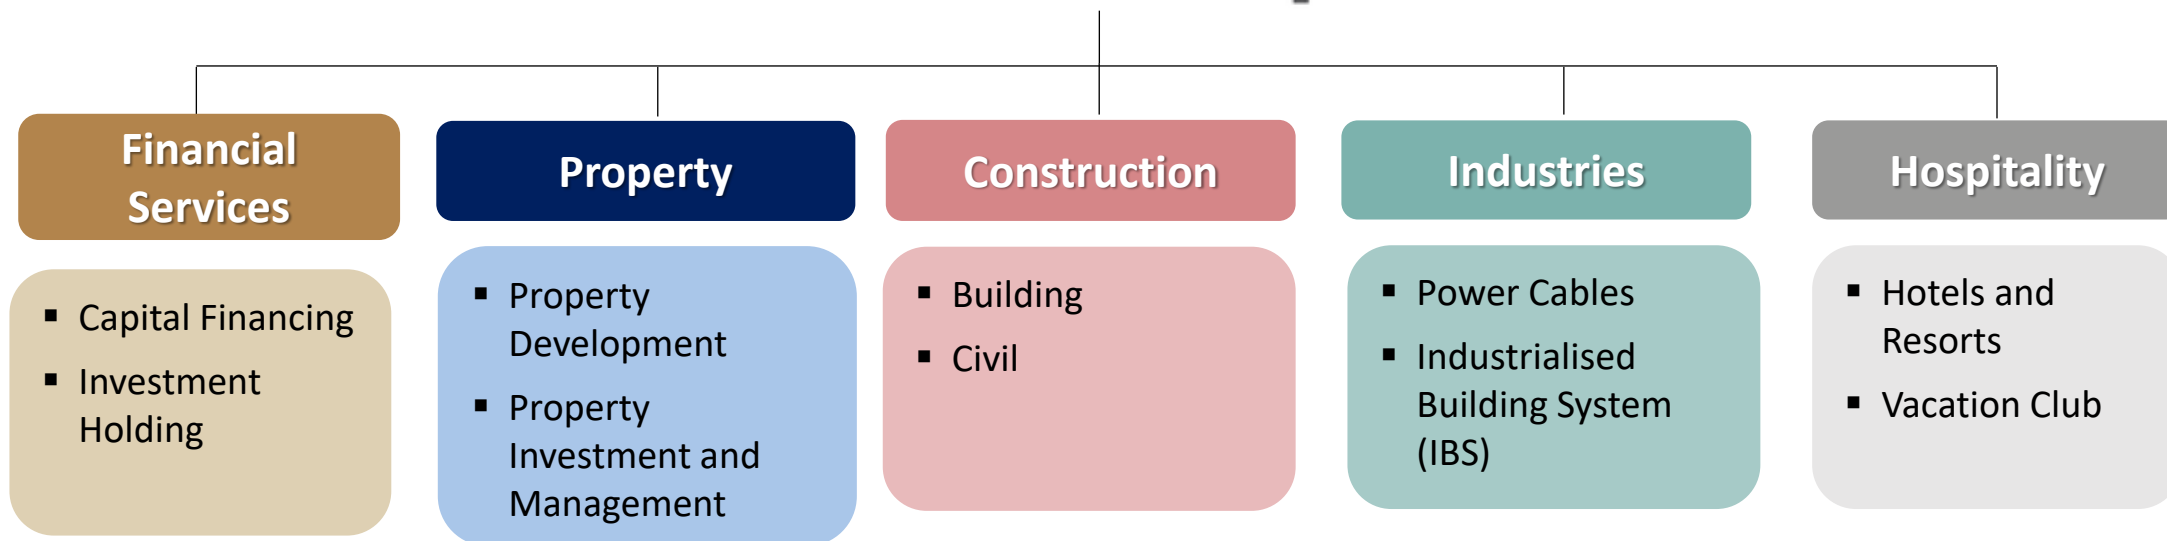 Financial
Services
Property
Construction
Industries
Hospitality
▪ Capital Financing
▪ Investment
Holding
▪ Property
Development
▪ Property
Investment and
Management
▪ Building
▪ Civil
▪ Power Cables
▪ Industrialised
Building System
(IBS)
▪ Hotels and
Resorts
▪ Vacation Club